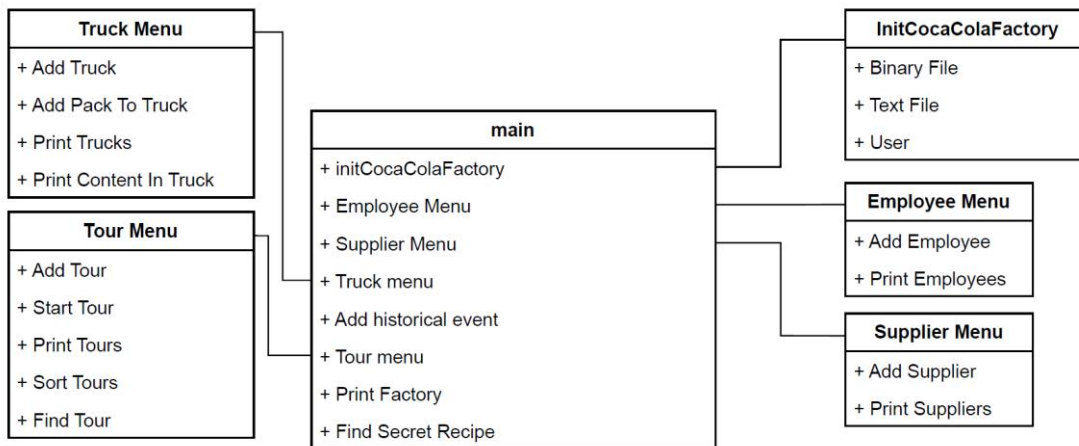 Truck Menu
+ Add Truck
+ Add Pack To Truck
+ Print Trucks
+ Print Content In Truck
Tour Menu
+ Add Tour
+ Start Tour
+ Print Tours
+ Sort Tours
+ Find Tour
main
+ initCocaColaFactory
+ Employee Menu
+ Supplier Menu
+ Truck menu
+ Add historical event
+ Tour menu
+ Print Factory
+ Find Secret Recipe
InitCocaColaFactory
+ Binary File
+ Text File
+ User
Employee Menu
+ Add Employee
+ Print Employees
Supplier Menu
+ Add Supplier
+ Print Suppliers